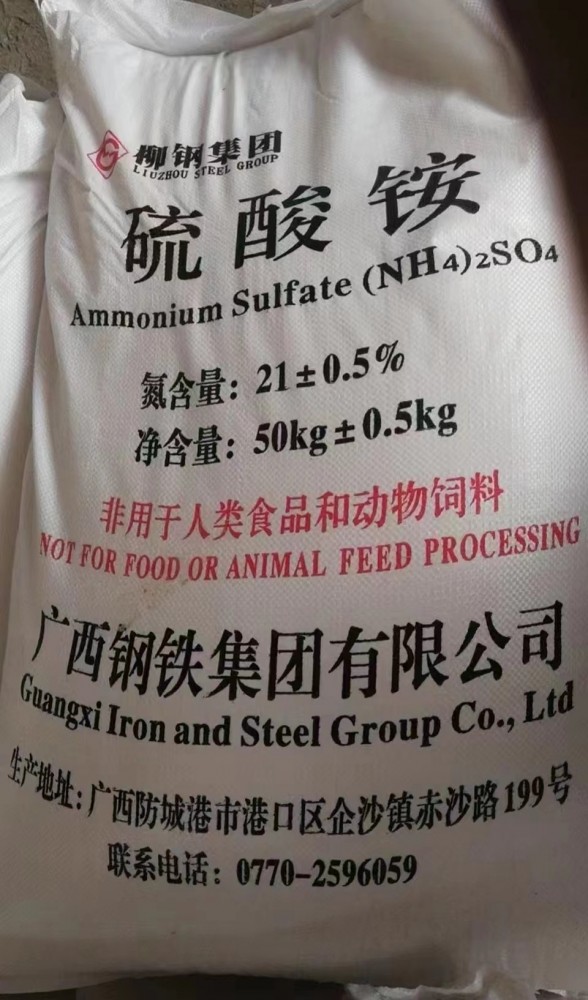 柳钢集团
LIUZHOU STEEL GROUP
硫酸铵
Ammonium Sulfate (NH₄)₂SO₄
氮含量：21±0.5%
净含量：50kg±0.5kg
非用于人类食品和动物饲料
NOT FOR FOOD OR ANIMAL FEED PROCESSING
广西钢铁集团有限公司
Guangxi Iron and Steel Group Co., Ltd
生产地址：广西防城港市港口区企沙镇赤沙路199号
联系电话：0770-2596059